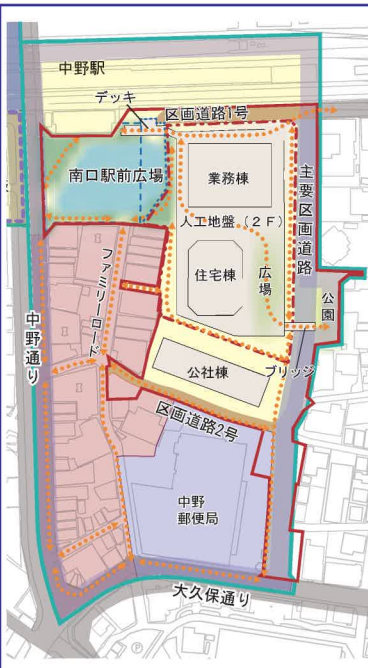 中野駅
デッキ
区画道路1号
南口駅前広場
業務棟
人工地盤（２Ｆ）
主要区画道路
住宅棟
広場
公園
ファミリーロード
中野通り
公社棟
ブリッジ
区画道路2号
中野
郵便局
大久保通り